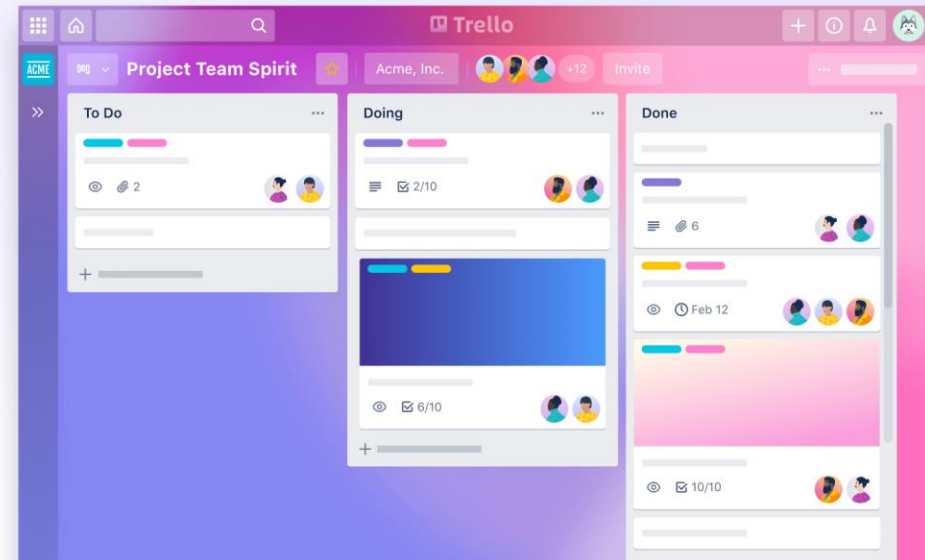 Trello
ACME
Project Team Spirit
Acme, Inc.
+12
Invite
To Do
2
Doing
2/10
6/10
Done
6
Feb 12
10/10